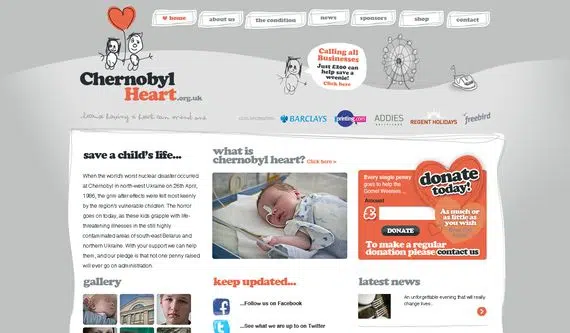 home
about us
the condition
news
sponsors
shop
contact
Calling all
Businesses
Just £200 can
help save a
weenie!
Click here
Chernobyl
Heart.org.uk
BARCLAYS
printing.com
ADDIES
REGENT HOLIDAYS
freebird
save a child's life...
When the world's worst nuclear disaster occurred
at Chernobyl in north-west Ukraine on 26th April,
1986, the grim after effects were felt most keenly
by the region's vulnerable children. The horror
goes on today, as these kids grapple with life-
threatening illnesses in the still highly
contaminated areas of south-east Belarus and
northern Ukraine. With your support we can help
them, and our pledge is that not one penny raised
will ever go on administration.
what is
chernobyl heart? Click here »
Every single penny
goes to help the
Gomel Weenies...
Amount
£
DONATE
donate
today!
As much or
as little as
you wish
To make a regular
donation please contact us
gallery
keep updated...
...Follow us on Facebook
...See what we are up to on Twitter
latest news
An unforgettable evening that will really
change lives.